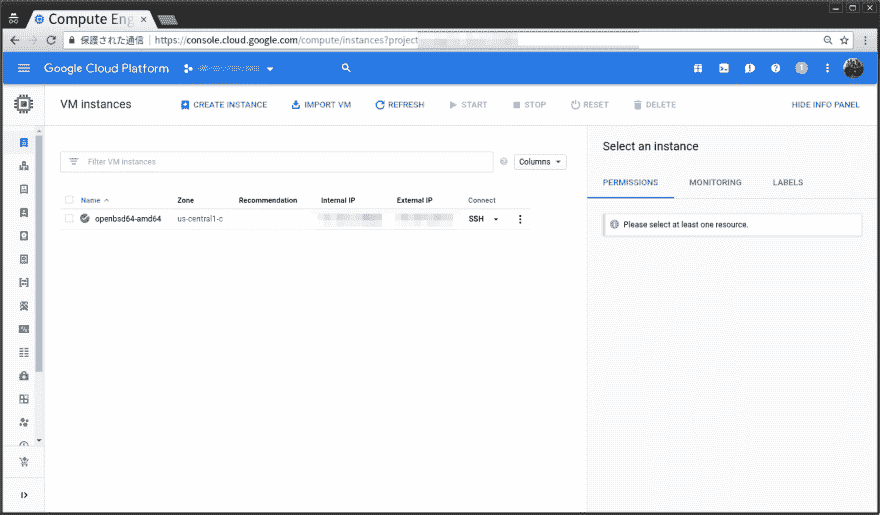 Compute Eng
保護された通信 https://console.cloud.google.com/compute/instances?project
Google Cloud Platform 1
VM instances CREATE INSTANCE IMPORT VM REFRESH START STOP RESET DELETE HIDE INFO PANEL
Filter VM instances Columns
Select an instance
PERMISSIONS MONITORING LABELS
Name Zone Recommendation Internal IP External IP Connect
openbsd64-amd64 us-central1-c SSH
Please select at least one resource.